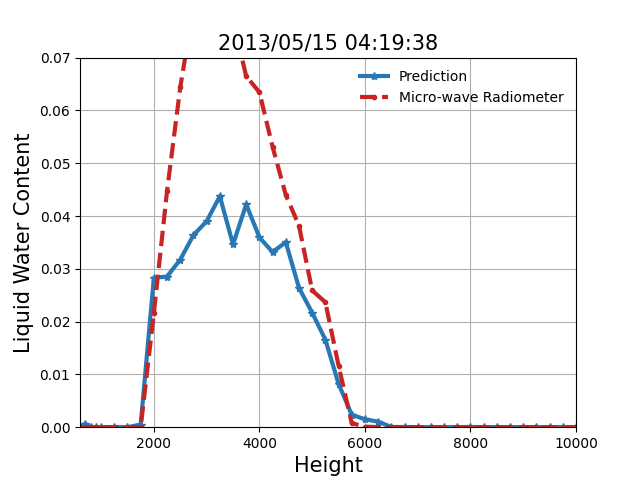 2013/05/15 04:19:38
Liquid Water Content
0.07
0.06
0.05
0.04
0.03
0.02
0.01
0.00
Prediction
Micro-wave Radiometer
2000 4000 6000 8000 10000
Height